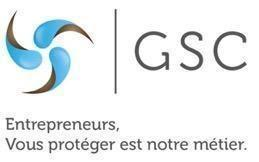 GSC
Entrepreneurs,
Vous protéger est notre métier.